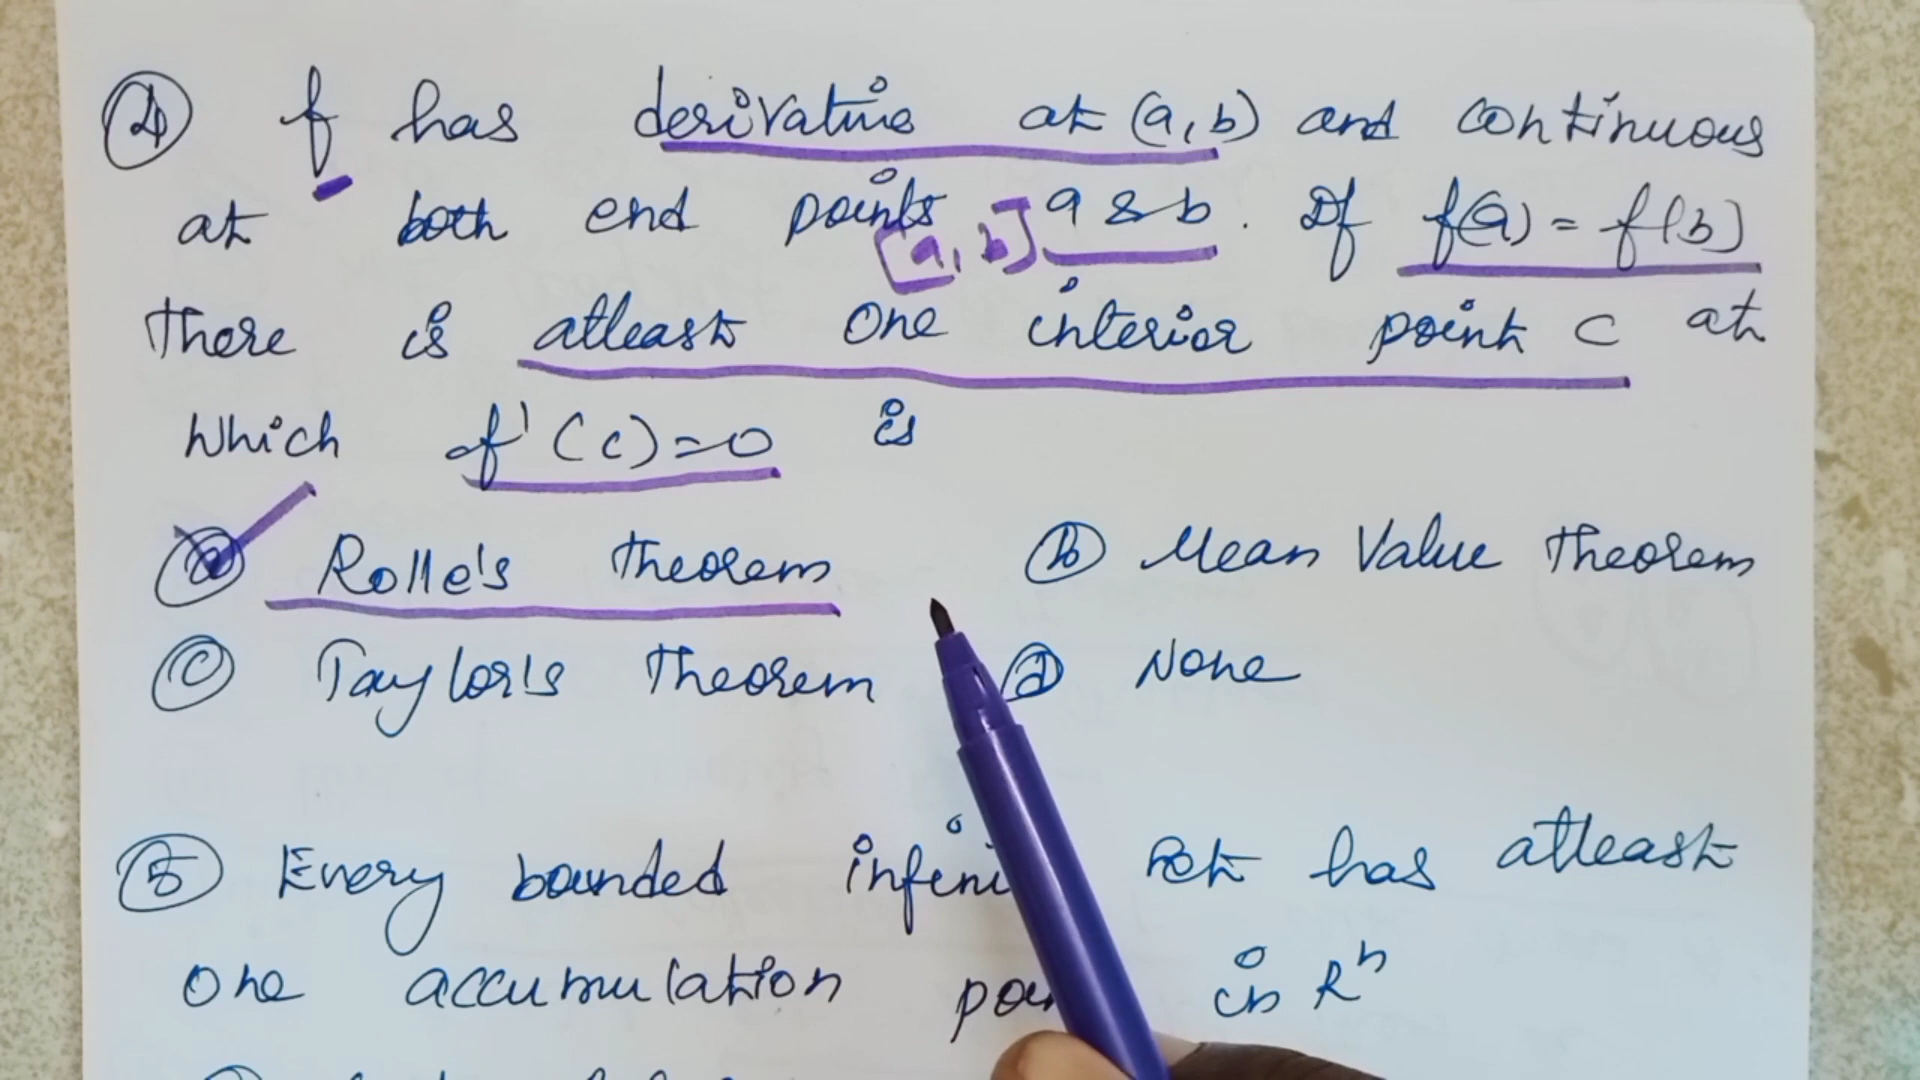 4 f has derivative at (a,b) and continuous
at both end points [a,b] a & b. If f(a) = f(b)
there is atleast one interior point c at
which f'(c)=0 is
a Rolle's theorem b Mean Value theorem
c Taylor's theorem d None
5 Every bounded infini set has atleast
one accumulation poin in Rⁿ